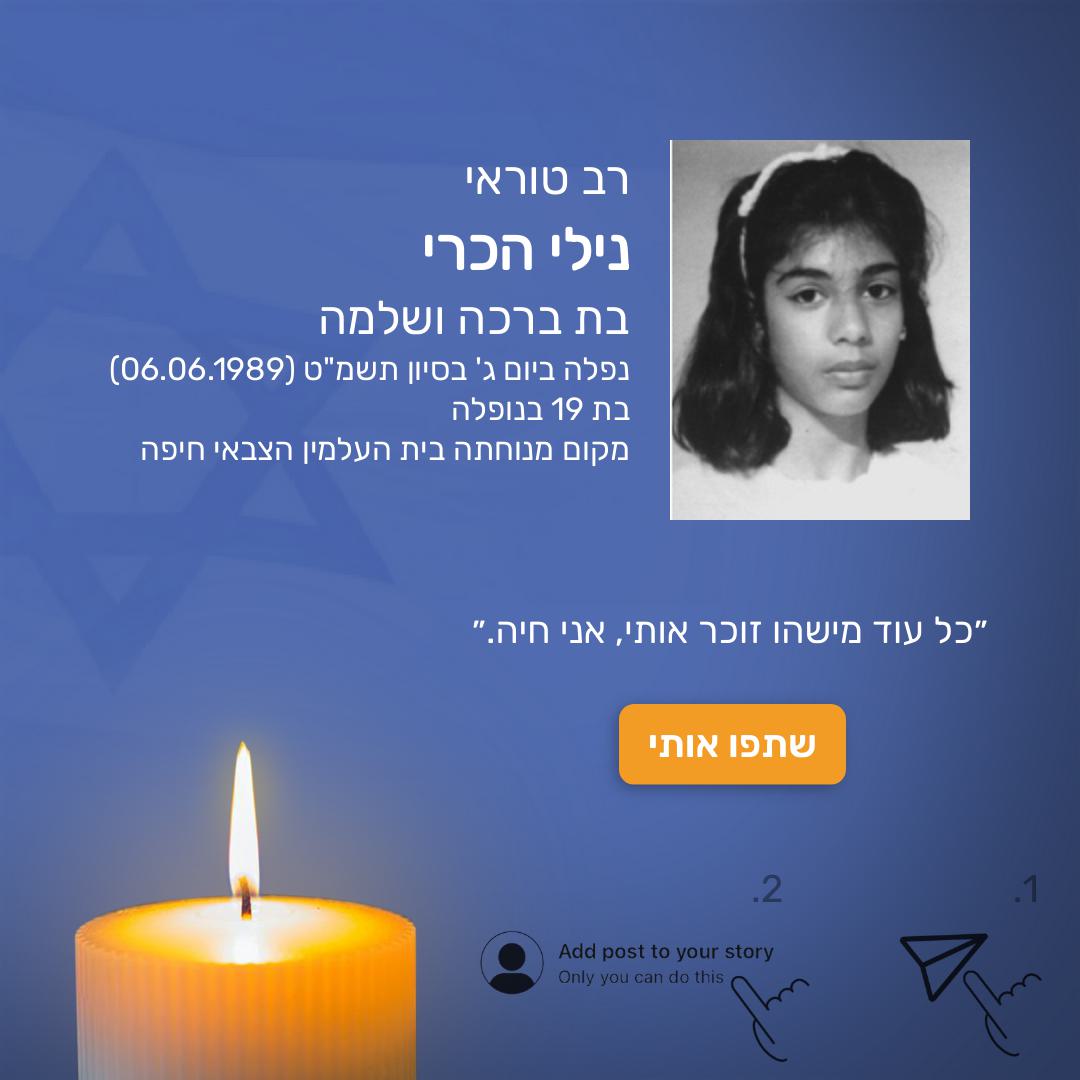 רב טוראי
נילי הכרי
בת ברכה ושלמה
נפלה ביום ג' בסיון תשמ"ט (06.06.1989)
בת 19 בנופלה
מקום מנוחתה בית העלמין הצבאי חיפה
״כל עוד מישהו זוכר אותי, אני חיה.״
שתפו אותי
1.
2.
Add post to your story
Only you can do this